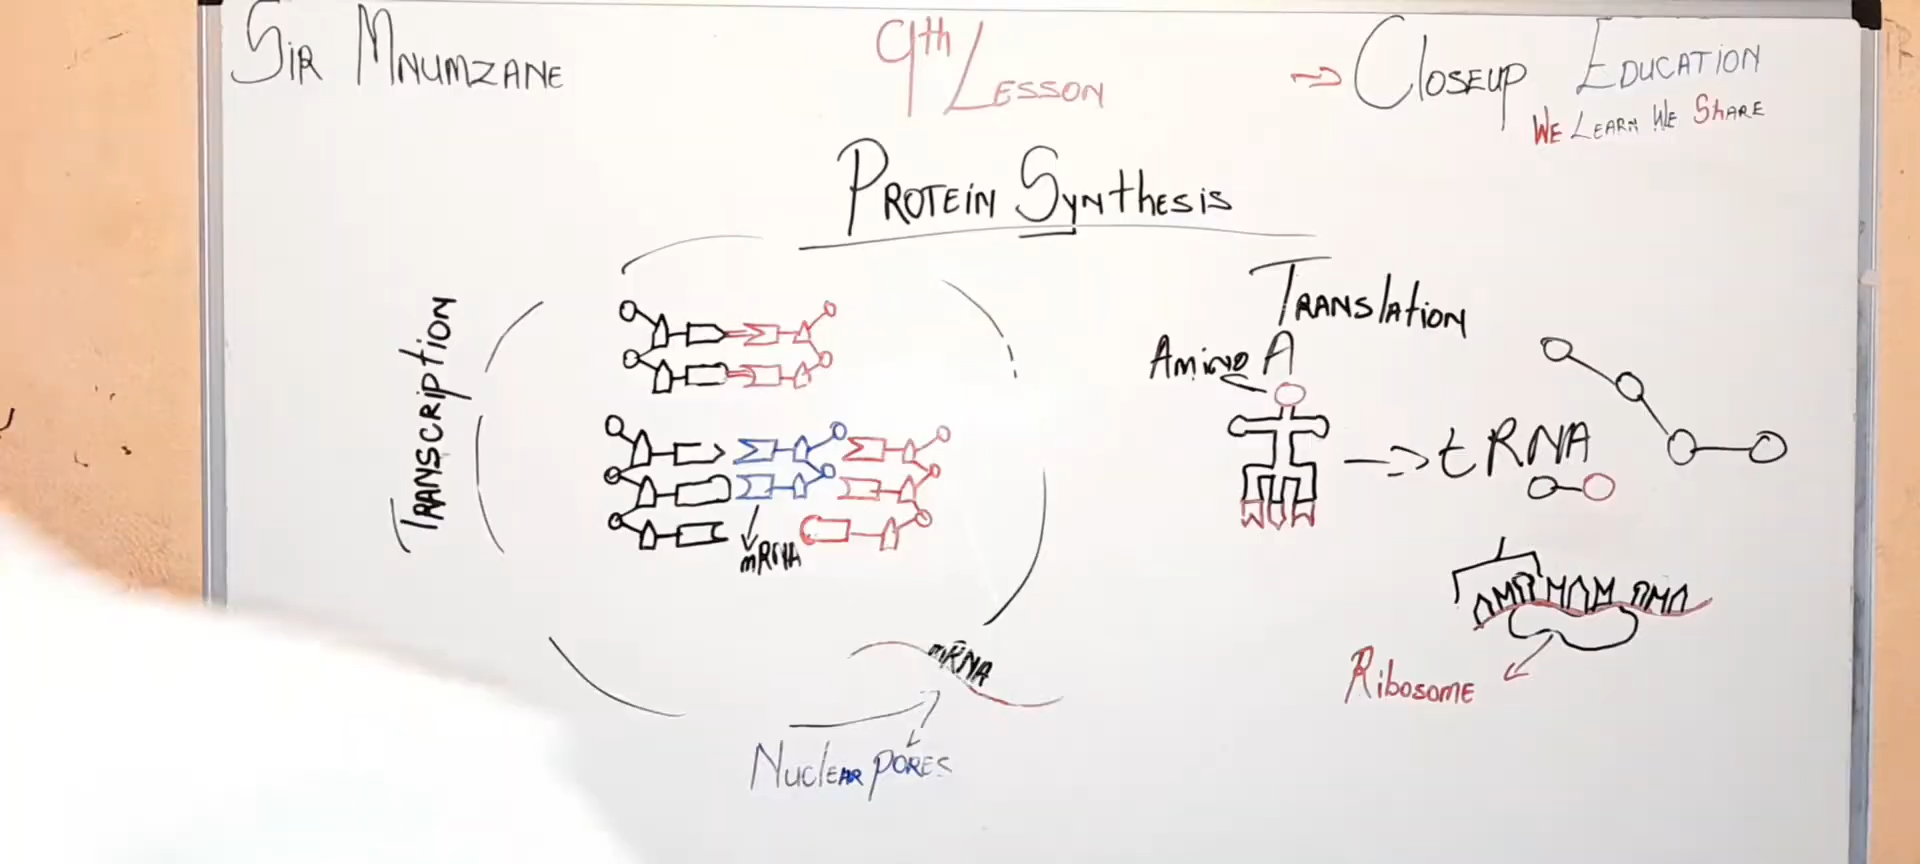 SIR MNUMZANE
9th LESSON
→ CLOSEUP EDUCATION
WE LEARN WE ShARE
PROTEiN SYNthESiS
TRANSCRiptiON
TRANSlAtiON
AmiNO A
→ tRNA
mRNA
mRNA
Ribosome
NuclEAR PORES